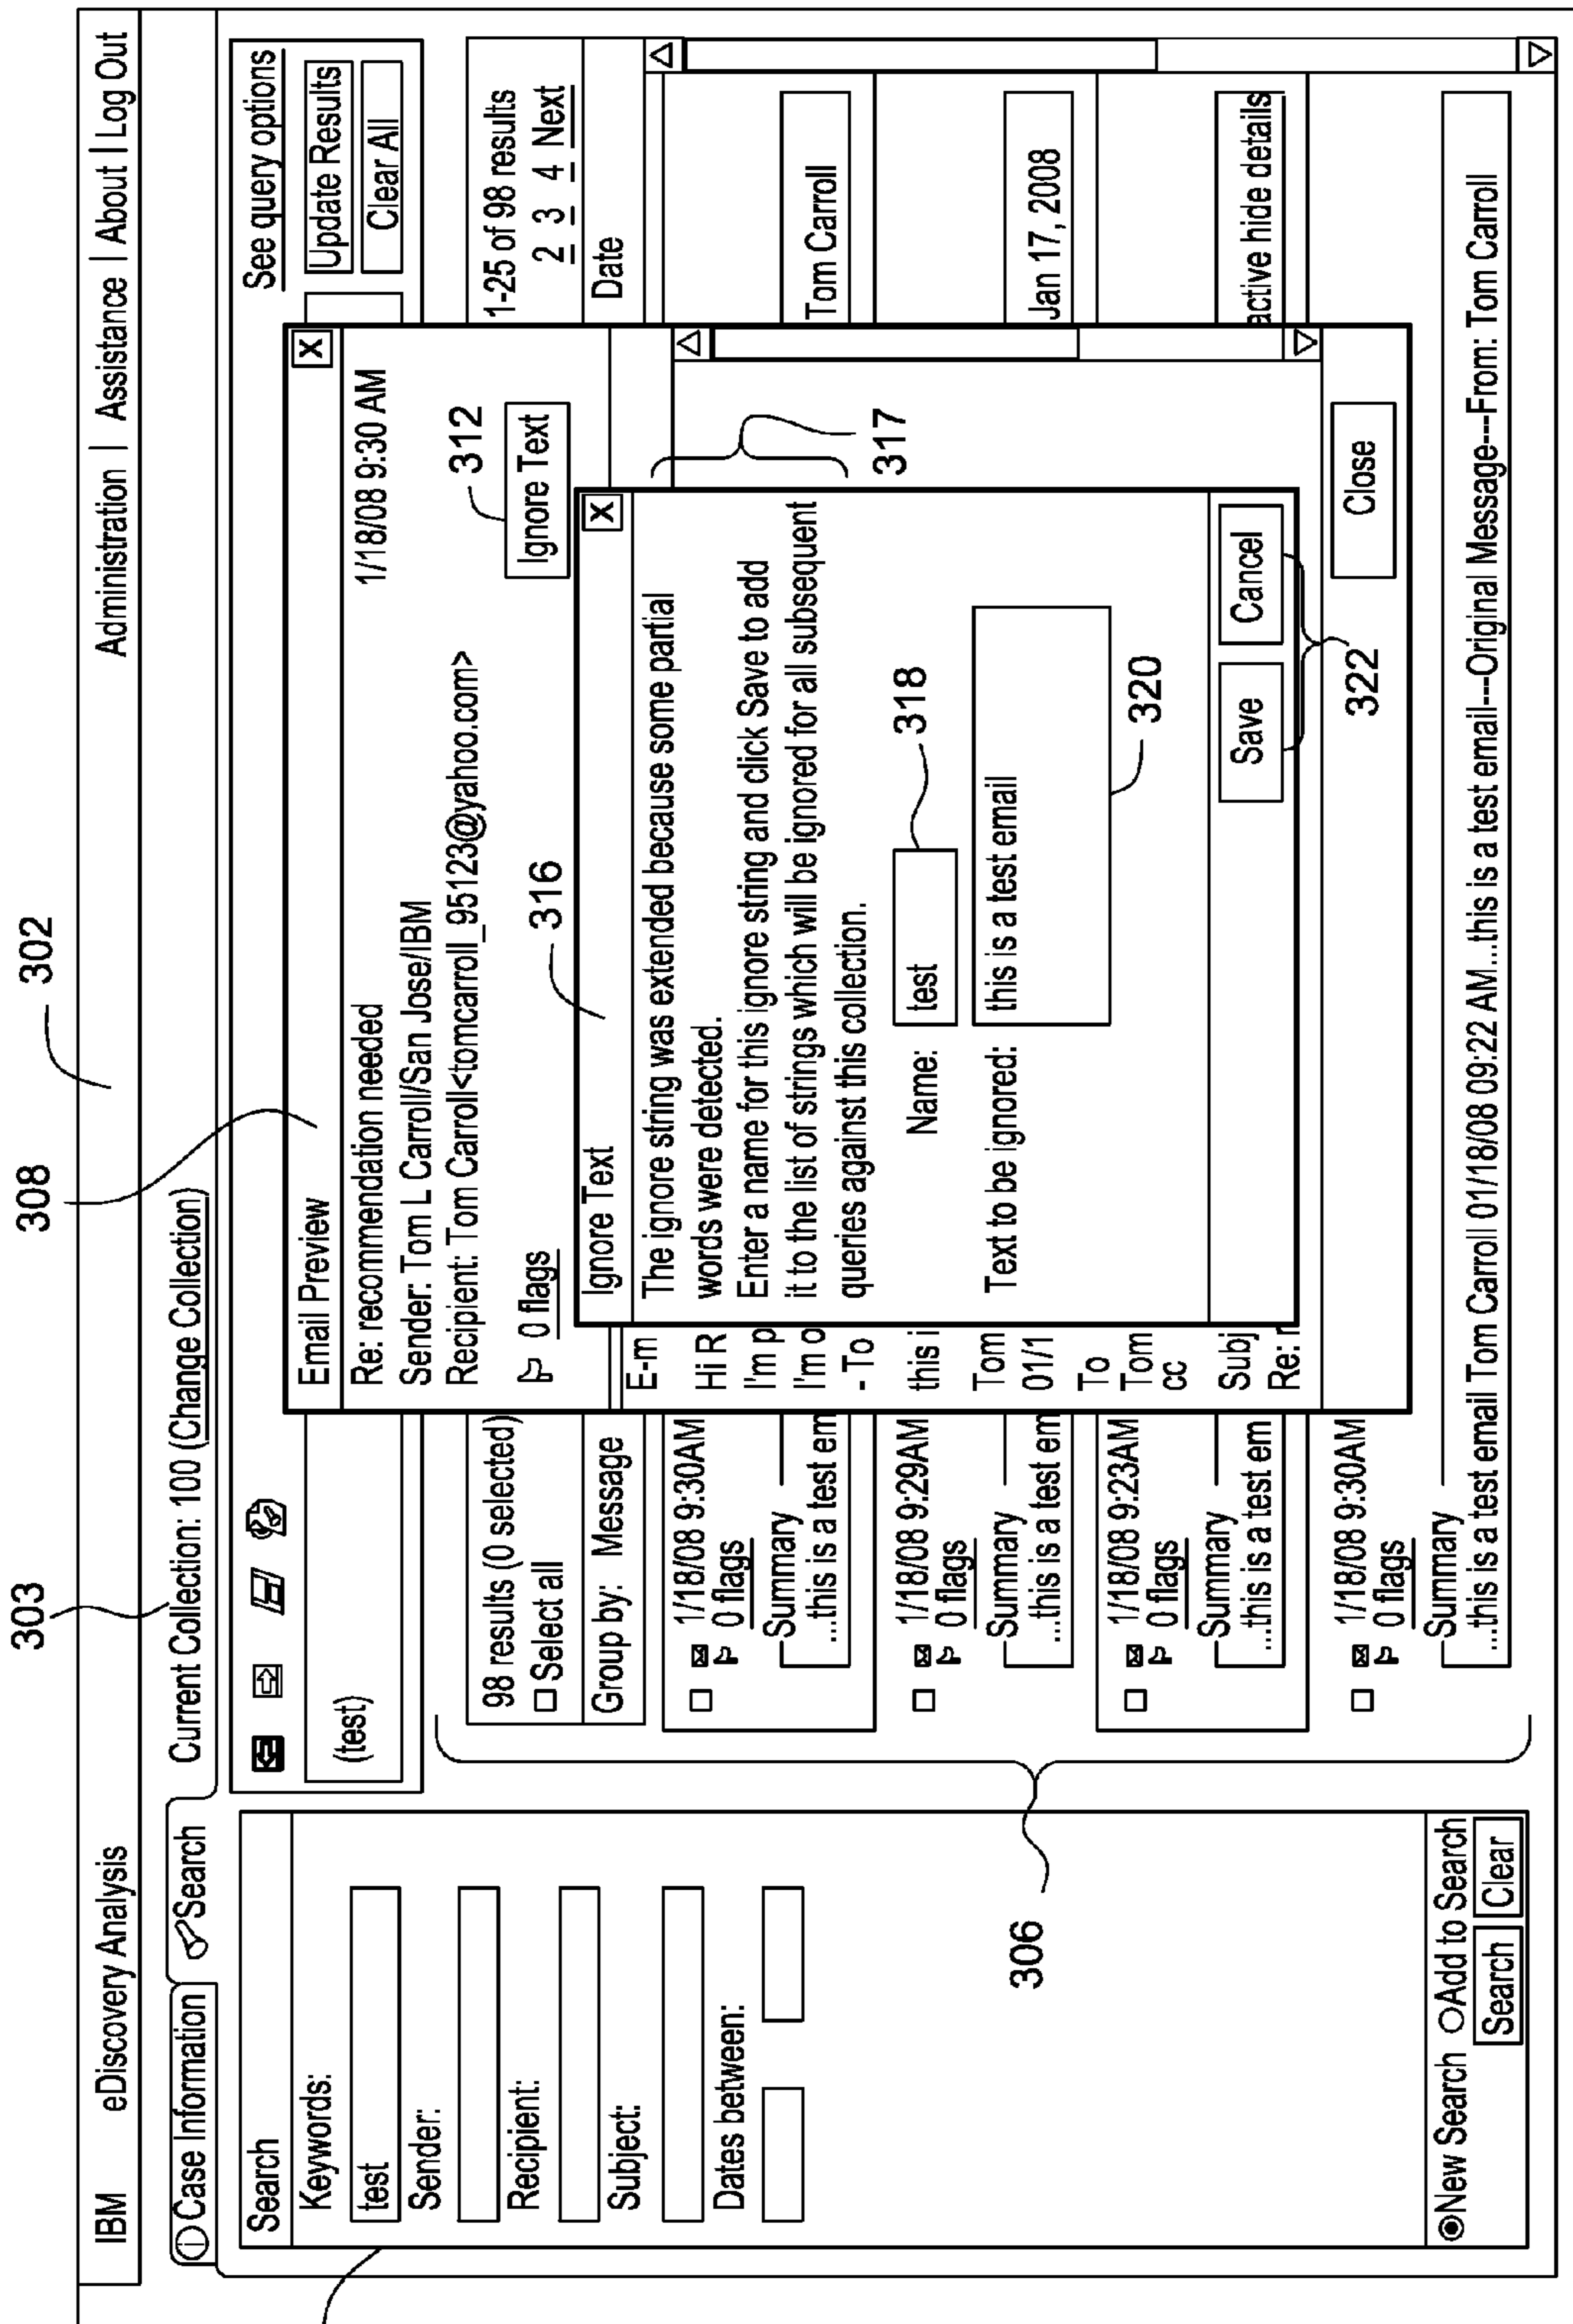 302
308
303
IBM eDiscovery Analysis Administration | Assistance | About | Log Out
Case Information Search Current Collection: 100 (Change Collection)
Search
Keywords:
test
Sender:
Recipient:
Subject:
Dates between:
New Search Add to Search
Search Clear
See query options
(test)
Update Results
Clear All
98 results (0 selected)
1-25 of 98 results
Select all
2 3 4 Next
Group by: Message
Date
1/18/08 9:30AM
0 flags
Summary
...this is a test em
Tom Carroll
1/18/08 9:29AM
0 flags
Summary
...this is a test em
Jan 17, 2008
1/18/08 9:23AM
0 flags
Summary
...this is a test em
active hide details
1/18/08 9:30AM
0 flags
Summary
...this is a test email Tom Carroll 01/18/08 09:22 AM...this is a test email---Original Message---From: Tom Carroll
306
Email Preview X
Re: recommendation needed 1/18/08 9:30 AM
Sender: Tom L Carroll/San Jose/IBM
Recipient: Tom Carroll<tomcarroll_95123@yahoo.com>
312
0 flags
Ignore Text
316
E-m
Hi R
I'm p
I'm o
- To
this i
Tom
01/1
To
Tom
cc
Subj
Re: r
Close
Ignore Text X
The ignore string was extended because some partial
words were detected.
Enter a name for this ignore string and click Save to add
it to the list of strings which will be ignored for all subsequent
queries against this collection.
317
318
Name: test
Text to be ignored: this is a test email
320
Save Cancel
322